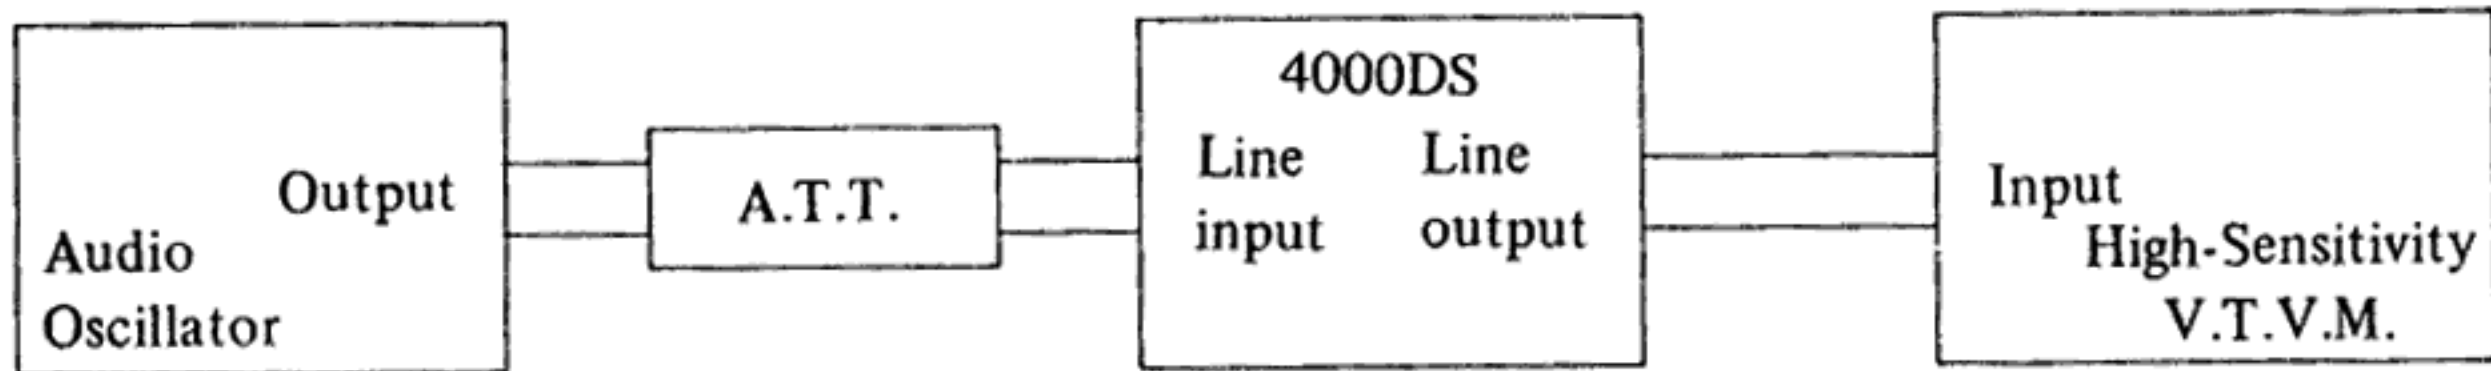 Output
Audio
Oscillator
A.T.T.
4000DS
Line
input
Line
output
Input
High-Sensitivity
V.T.V.M.